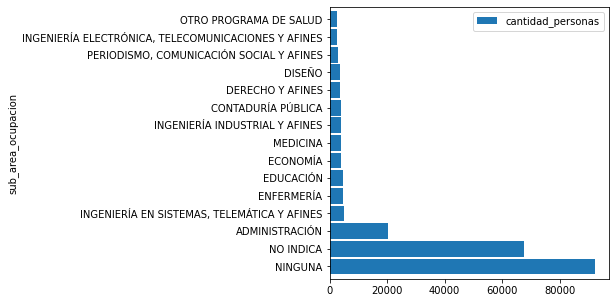 cantidad_personas
OTRO PROGRAMA DE SALUD
INGENIERÍA ELECTRÓNICA, TELECOMUNICACIONES Y AFINES
PERIODISMO, COMUNICACIÓN SOCIAL Y AFINES
DISEÑO
DERECHO Y AFINES
CONTADURÍA PÚBLICA
INGENIERÍA INDUSTRIAL Y AFINES
MEDICINA
ECONOMÍA
EDUCACIÓN
ENFERMERÍA
INGENIERÍA EN SISTEMAS, TELEMÁTICA Y AFINES
ADMINISTRACIÓN
NO INDICA
NINGUNA
sub_area_ocupacion
0 20000 40000 60000 80000